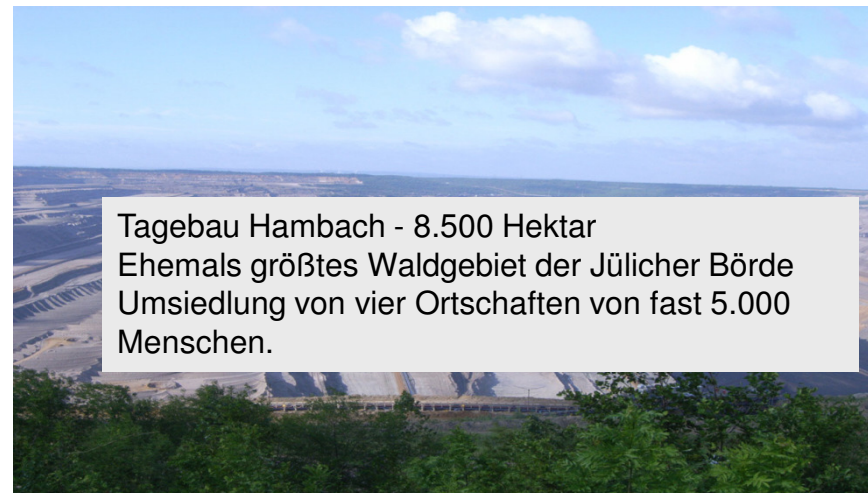 Tagebau Hambach - 8.500 Hektar
Ehemals größtes Waldgebiet der Jülicher Börde
Umsiedlung von vier Ortschaften von fast 5.000
Menschen.